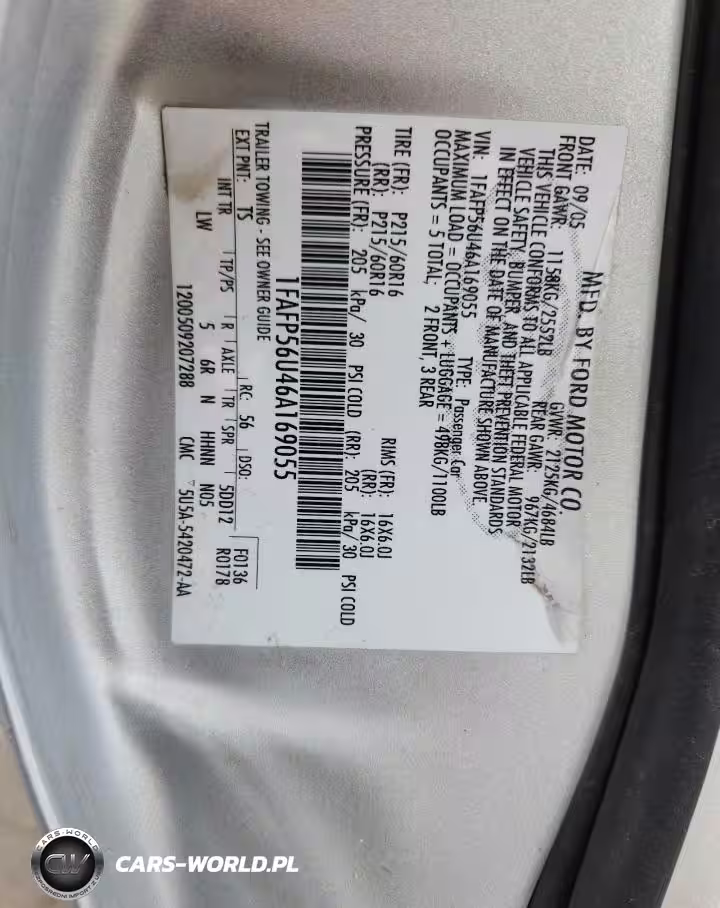 MFD. BY FORD MOTOR CO.
DATE: 09/05 GVWR: 2125KG/4684LB
FRONT GAWR: 1158KG/2552LB REAR GAWR: 967KG/2132LB
THIS VEHICLE CONFORMS TO ALL APPLICABLE FEDERAL MOTOR
VEHICLE SAFETY, BUMPER, AND THEFT PREVENTION STANDARDS
IN EFFECT ON THE DATE OF MANUFACTURE SHOWN ABOVE.
VIN: 1FAFP56U46A169055 TYPE: Passenger Car
MAXIMUM LOAD = OCCUPANTS + LUGGAGE = 498KG/1100LB
OCCUPANTS = 5 TOTAL; 2 FRONT, 3 REAR
TIRE (FR): P215/60R16 RIMS (FR): 16X6.0J
(RR): P215/60R16 (RR): 16X6.0J
PRESSURE (FR): 205 kPa/ 30 PSI COLD (RR): 205 kPa/30 PSI COLD
1FAFP56U46A169055
TRAILER TOWING - SEE OWNER GUIDE
EXT PNT: TS RC: 56 DSO: F0136
R0178
INT TR TP/PS R AXLE TR SPR 5DD12
LW 5 6R N HHNN N05
1200509207288 CMC ▽ 5U5A-5420472-AA
CARS-WORLD
CW
CARS-WORLD.PL